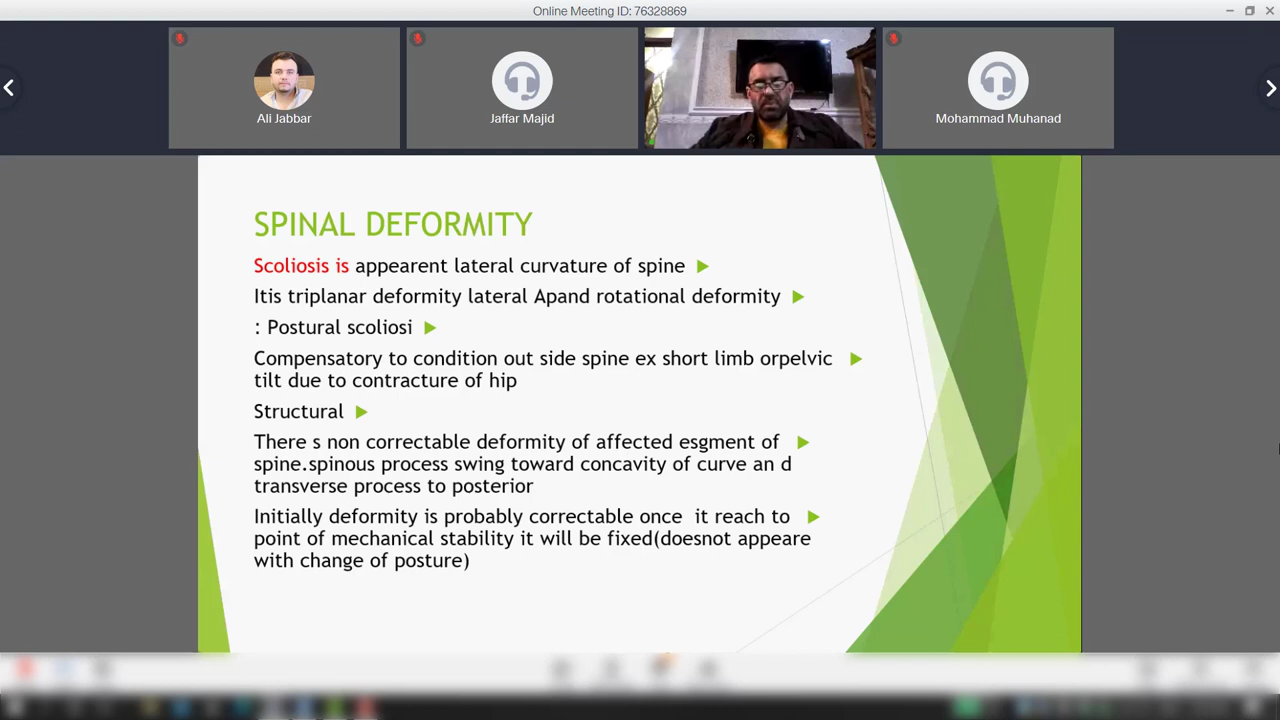 Online Meeting ID: 76328869
Ali Jabbar
Jaffar Majid
Mohammad Muhanad
SPINAL DEFORMITY
Scoliosis is appearent lateral curvature of spine
Itis triplanar deformity lateral Apand rotational deformity
: Postural scoliosi
Compensatory to condition out side spine ex short limb orpelvic
tilt due to contracture of hip
Structural
There s non correctable deformity of affected esgment of
spine.spinous process swing toward concavity of curve an d
transverse process to posterior
Initially deformity is probably correctable once it reach to
point of mechanical stability it will be fixed(doesnot appeare
with change of posture)